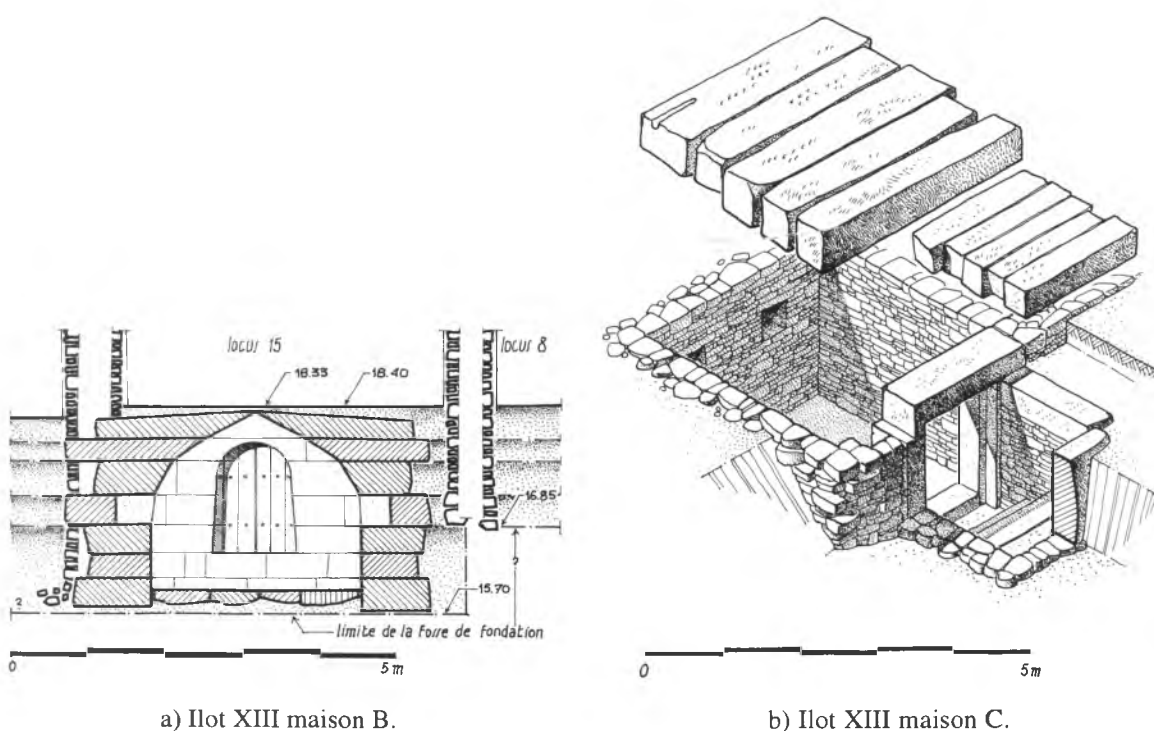 locus 15
locus 8
18.33
18.40
16.85
?
?
15.70
limite de la fosse de fondation
0 5 m
0 5 m
a) Ilot XIII maison B.
b) Ilot XIII maison C.